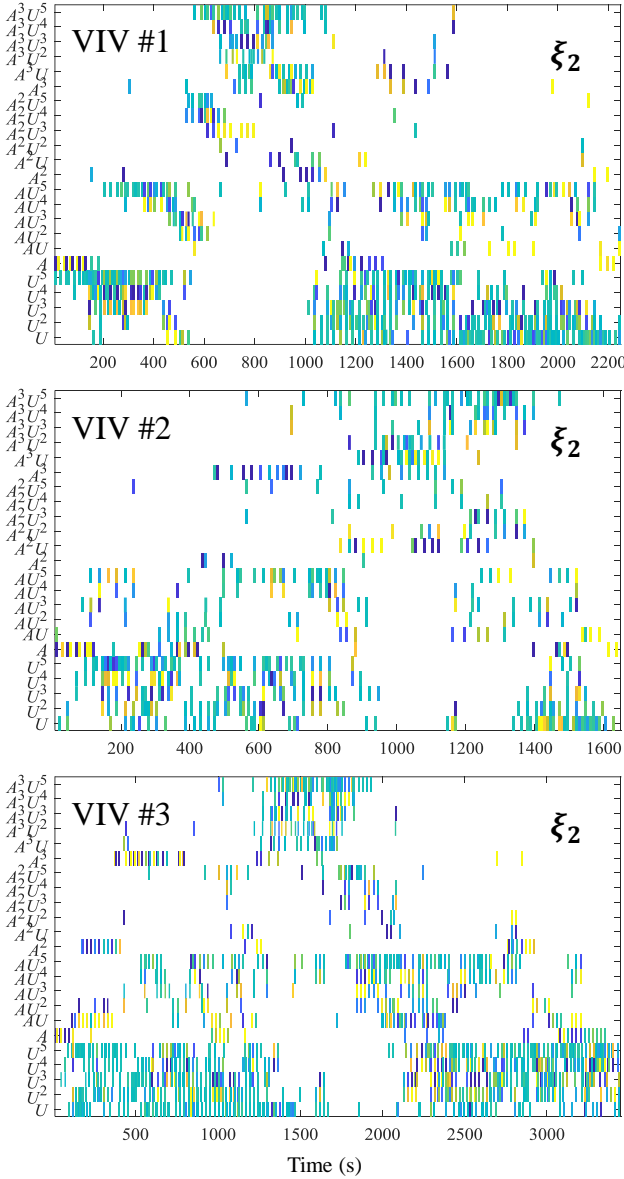 VIV #1
ξ₂
A³U⁵
A³U⁴
A³U³
A³U²
A³U
A³
A²U⁵
A²U⁴
A²U³
A²U²
A²U
A²
AU⁵
AU⁴
AU³
AU²
AU
A
U⁵
U⁴
U³
U²
U
200 400 600 800 1000 1200 1400 1600 1800 2000 2200
VIV #2
ξ₂
A³U⁵
A³U⁴
A³U³
A³U²
A³U
A³
A²U⁵
A²U⁴
A²U³
A²U²
A²U
A²
AU⁵
AU⁴
AU³
AU²
AU
A
U⁵
U⁴
U³
U²
U
200 400 600 800 1000 1200 1400 1600
VIV #3
ξ₂
A³U⁵
A³U⁴
A³U³
A³U²
A³U
A³
A²U⁵
A²U⁴
A²U³
A²U²
A²U
A²
AU⁵
AU⁴
AU³
AU²
AU
A
U⁵
U⁴
U³
U²
U
500 1000 1500 2000 2500 3000
Time (s)